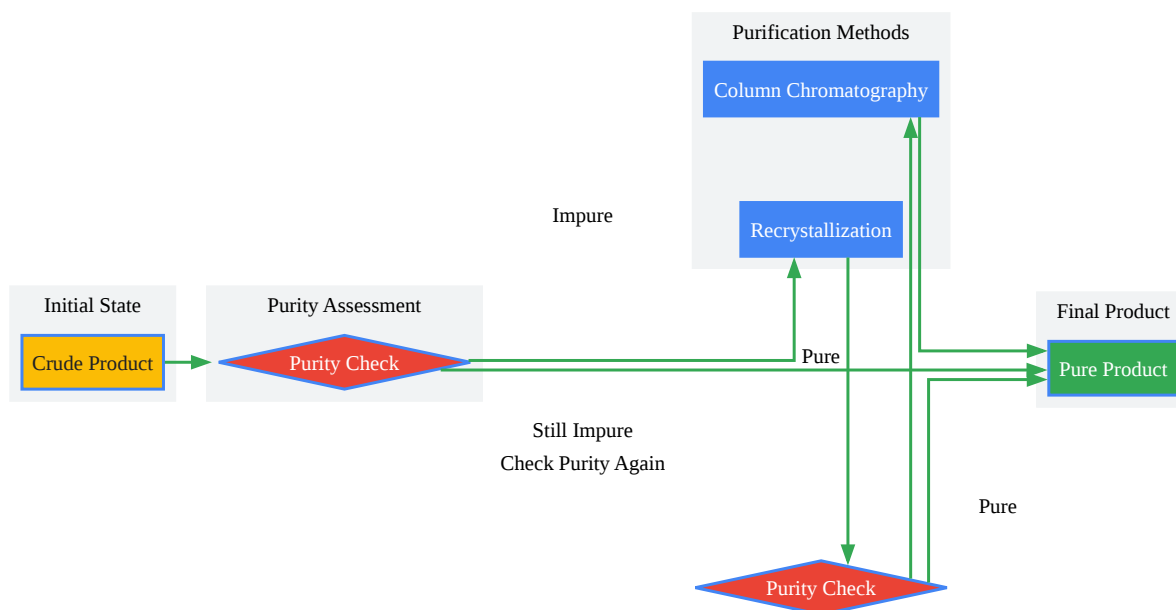 Purification Methods
Column Chromatography
Impure
Recrystallization
Initial State
Purity Assessment
Final Product
Crude Product
Purity Check
Pure
Pure Product
Still Impure
Check Purity Again
Pure
Purity Check